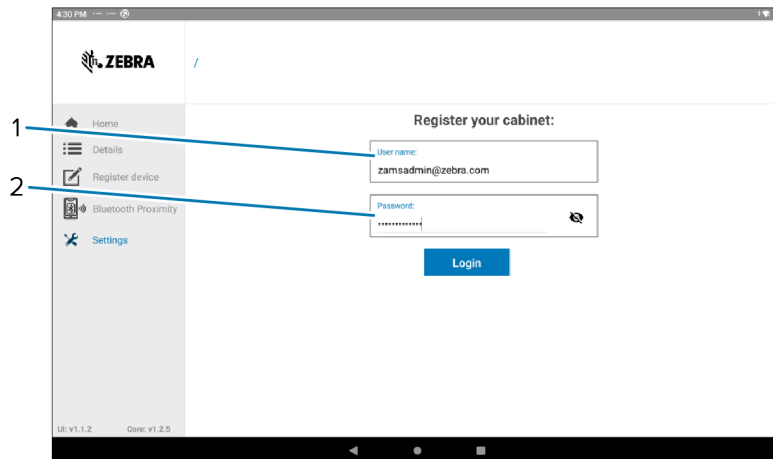 4:30 PM
ZEBRA
/
Home
Details
Register device
Bluetooth Proximity
Settings
UI: v1.1.2 Core: v1.2.5
Register your cabinet:
1
User name:
zamsadmin@zebra.com
2
Password:
•••••••••••••
Login